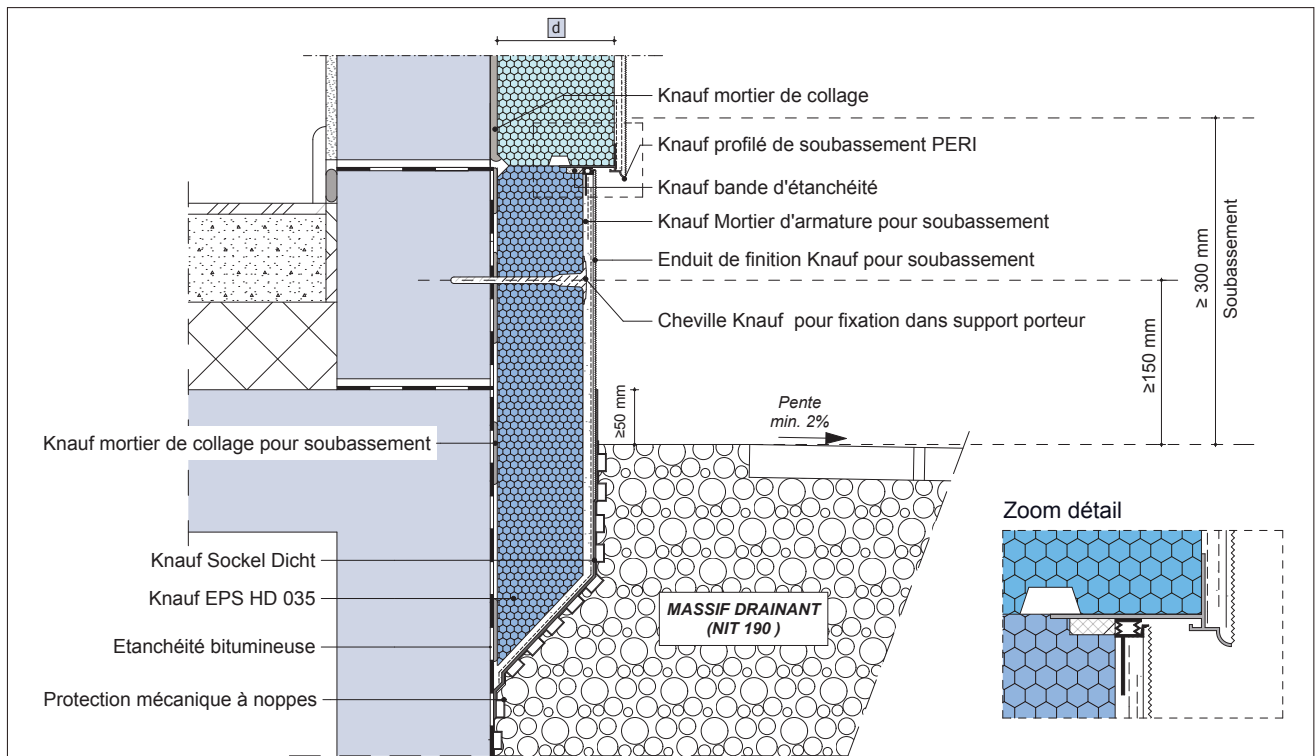 d
Knauf mortier de collage
Knauf profilé de soubassement PERI
Knauf bande d'étanchéité
Knauf Mortier d'armature pour soubassement
Enduit de finition Knauf pour soubassement
Cheville Knauf pour fixation dans support porteur
≥ 300 mm
Soubassement
≥150 mm
≥50 mm
Pente
min. 2%
Knauf mortier de collage pour soubassement
Zoom détail
Knauf Sockel Dicht
Knauf EPS HD 035
MASSIF DRAINANT
(NIT 190 )
Etanchéité bitumineuse
Protection mécanique à noppes